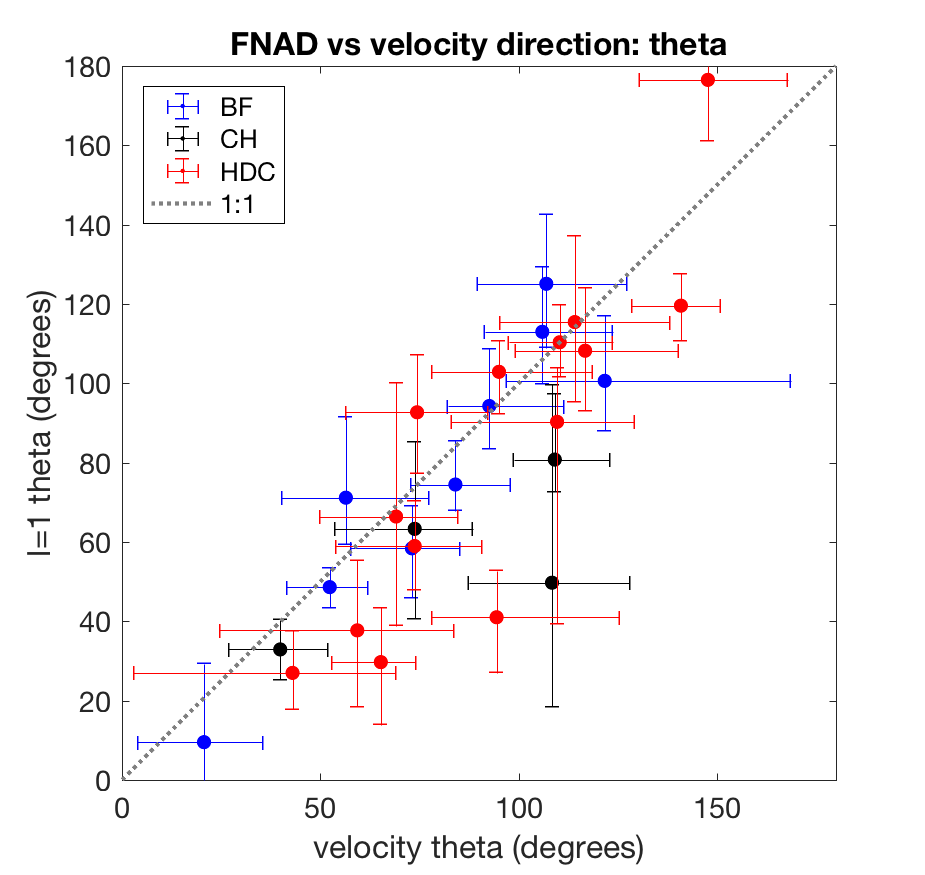 FNAD vs velocity direction: theta
BF
CH
HDC
1:1
180
160
140
120
100
80
60
40
20
0
l=1 theta (degrees)
0 50 100 150
velocity theta (degrees)